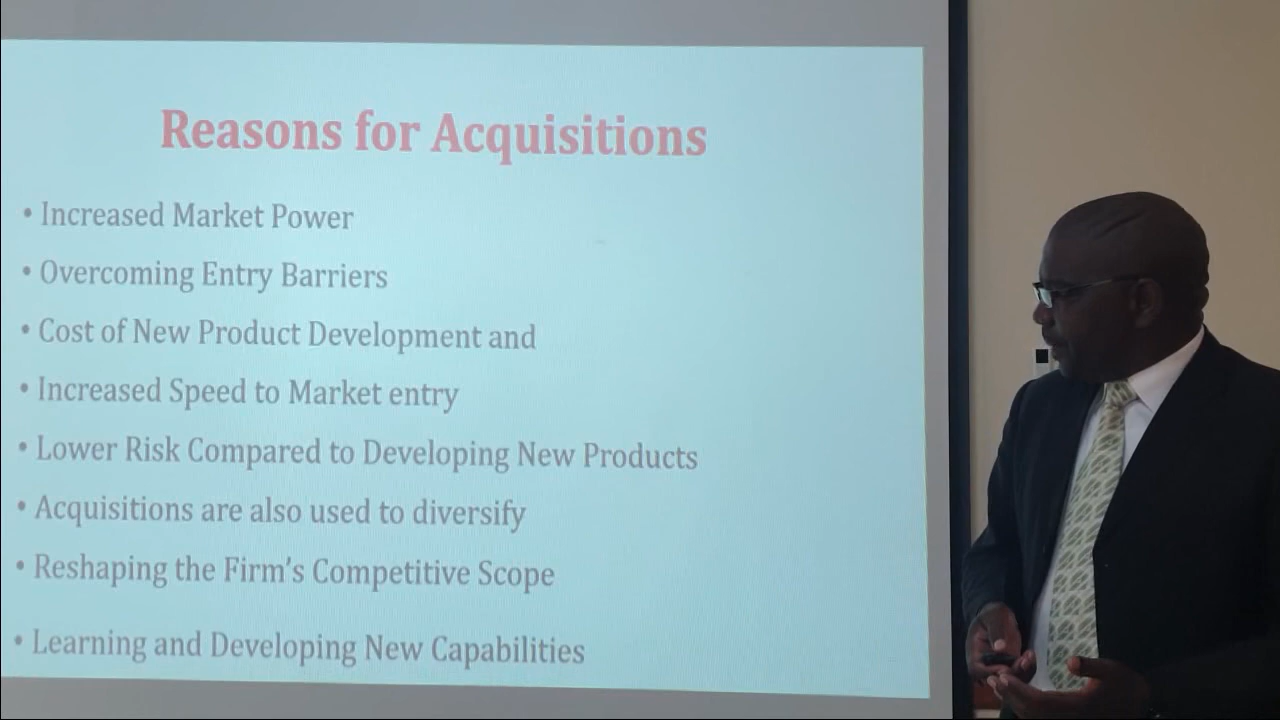 Reasons for Acquisitions
• Increased Market Power
• Overcoming Entry Barriers
• Cost of New Product Development and
• Increased Speed to Market entry
• Lower Risk Compared to Developing New Products
• Acquisitions are also used to diversify
• Reshaping the Firm's Competitive Scope
• Learning and Developing New Capabilities